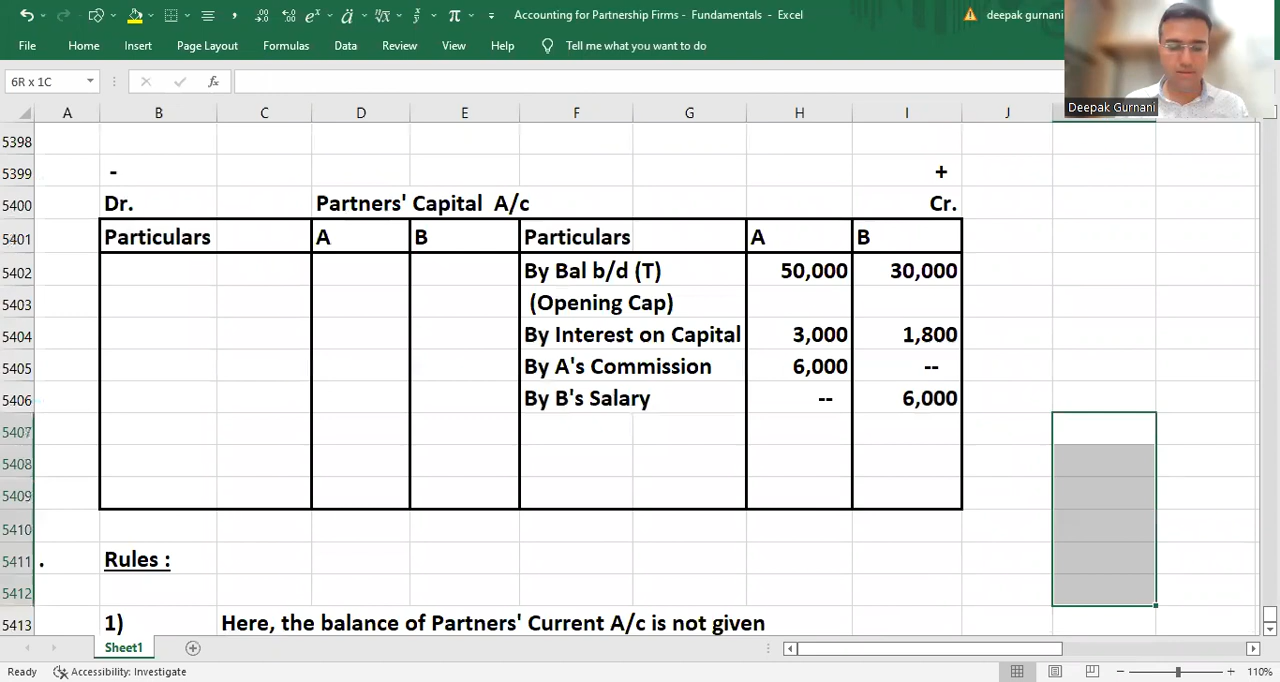 Accounting for Partnership Firms - Fundamentals - Excel
deepak gurnani
File Home Insert Page Layout Formulas Data Review View Help Tell me what you want to do
6R x 1C
Deepak Gurnani
A B C D E F G H I J
5398
5399 - +
5400 Dr. Partners' Capital A/c Cr.
5401 Particulars A B Particulars A B
5402 By Bal b/d (T) 50,000 30,000
5403 (Opening Cap)
5404 By Interest on Capital 3,000 1,800
5405 By A's Commission 6,000 --
5406 By B's Salary -- 6,000
5407
5408
5409
5410
5411 . Rules :
5412
5413 1) Here, the balance of Partners' Current A/c is not given
Sheet1
Ready Accessibility: Investigate 110%